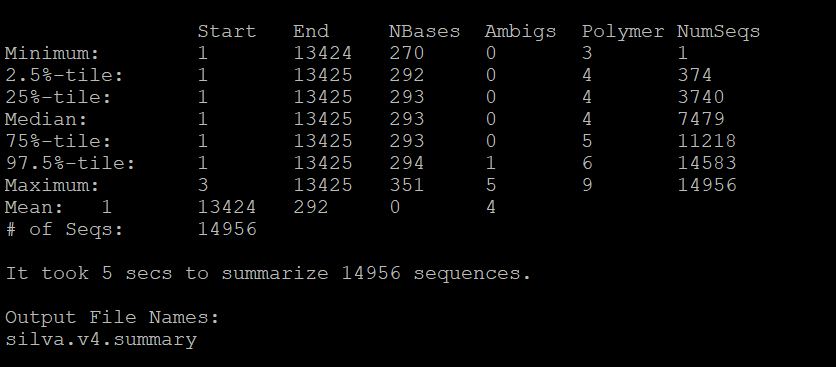 Start End NBases Ambigs Polymer NumSeqs
Minimum: 1 13424 270 0 3 1
2.5%-tile: 1 13425 292 0 4 374
25%-tile: 1 13425 293 0 4 3740
Median: 1 13425 293 0 4 7479
75%-tile: 1 13425 293 0 5 11218
97.5%-tile: 1 13425 294 1 6 14583
Maximum: 3 13425 351 5 9 14956
Mean: 1 13424 292 0 4
# of Seqs: 14956
It took 5 secs to summarize 14956 sequences.
Output File Names:
silva.v4.summary